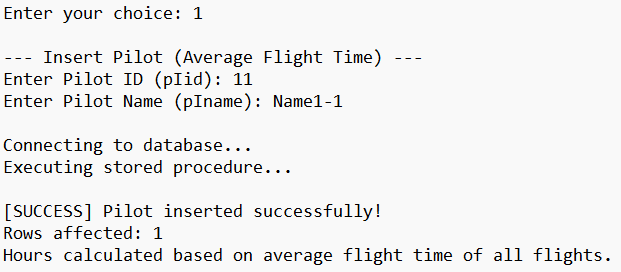 Enter your choice: 1
--- Insert Pilot (Average Flight Time) ---
Enter Pilot ID (pIid): 11
Enter Pilot Name (pIname): Name1-1
Connecting to database...
Executing stored procedure...
[SUCCESS] Pilot inserted successfully!
Rows affected: 1
Hours calculated based on average flight time of all flights.